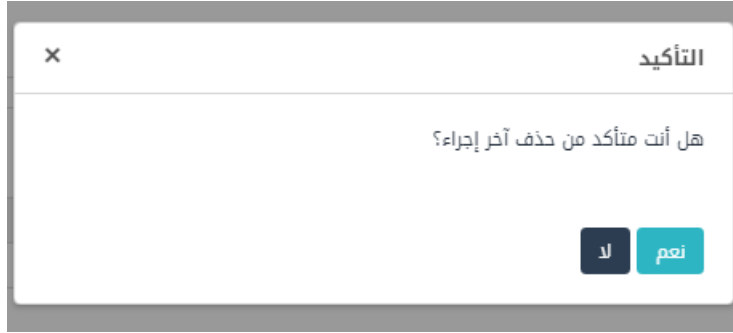 التأكيد ×
هل أنت متأكد من حذف آخر إجراء؟
نعم لا